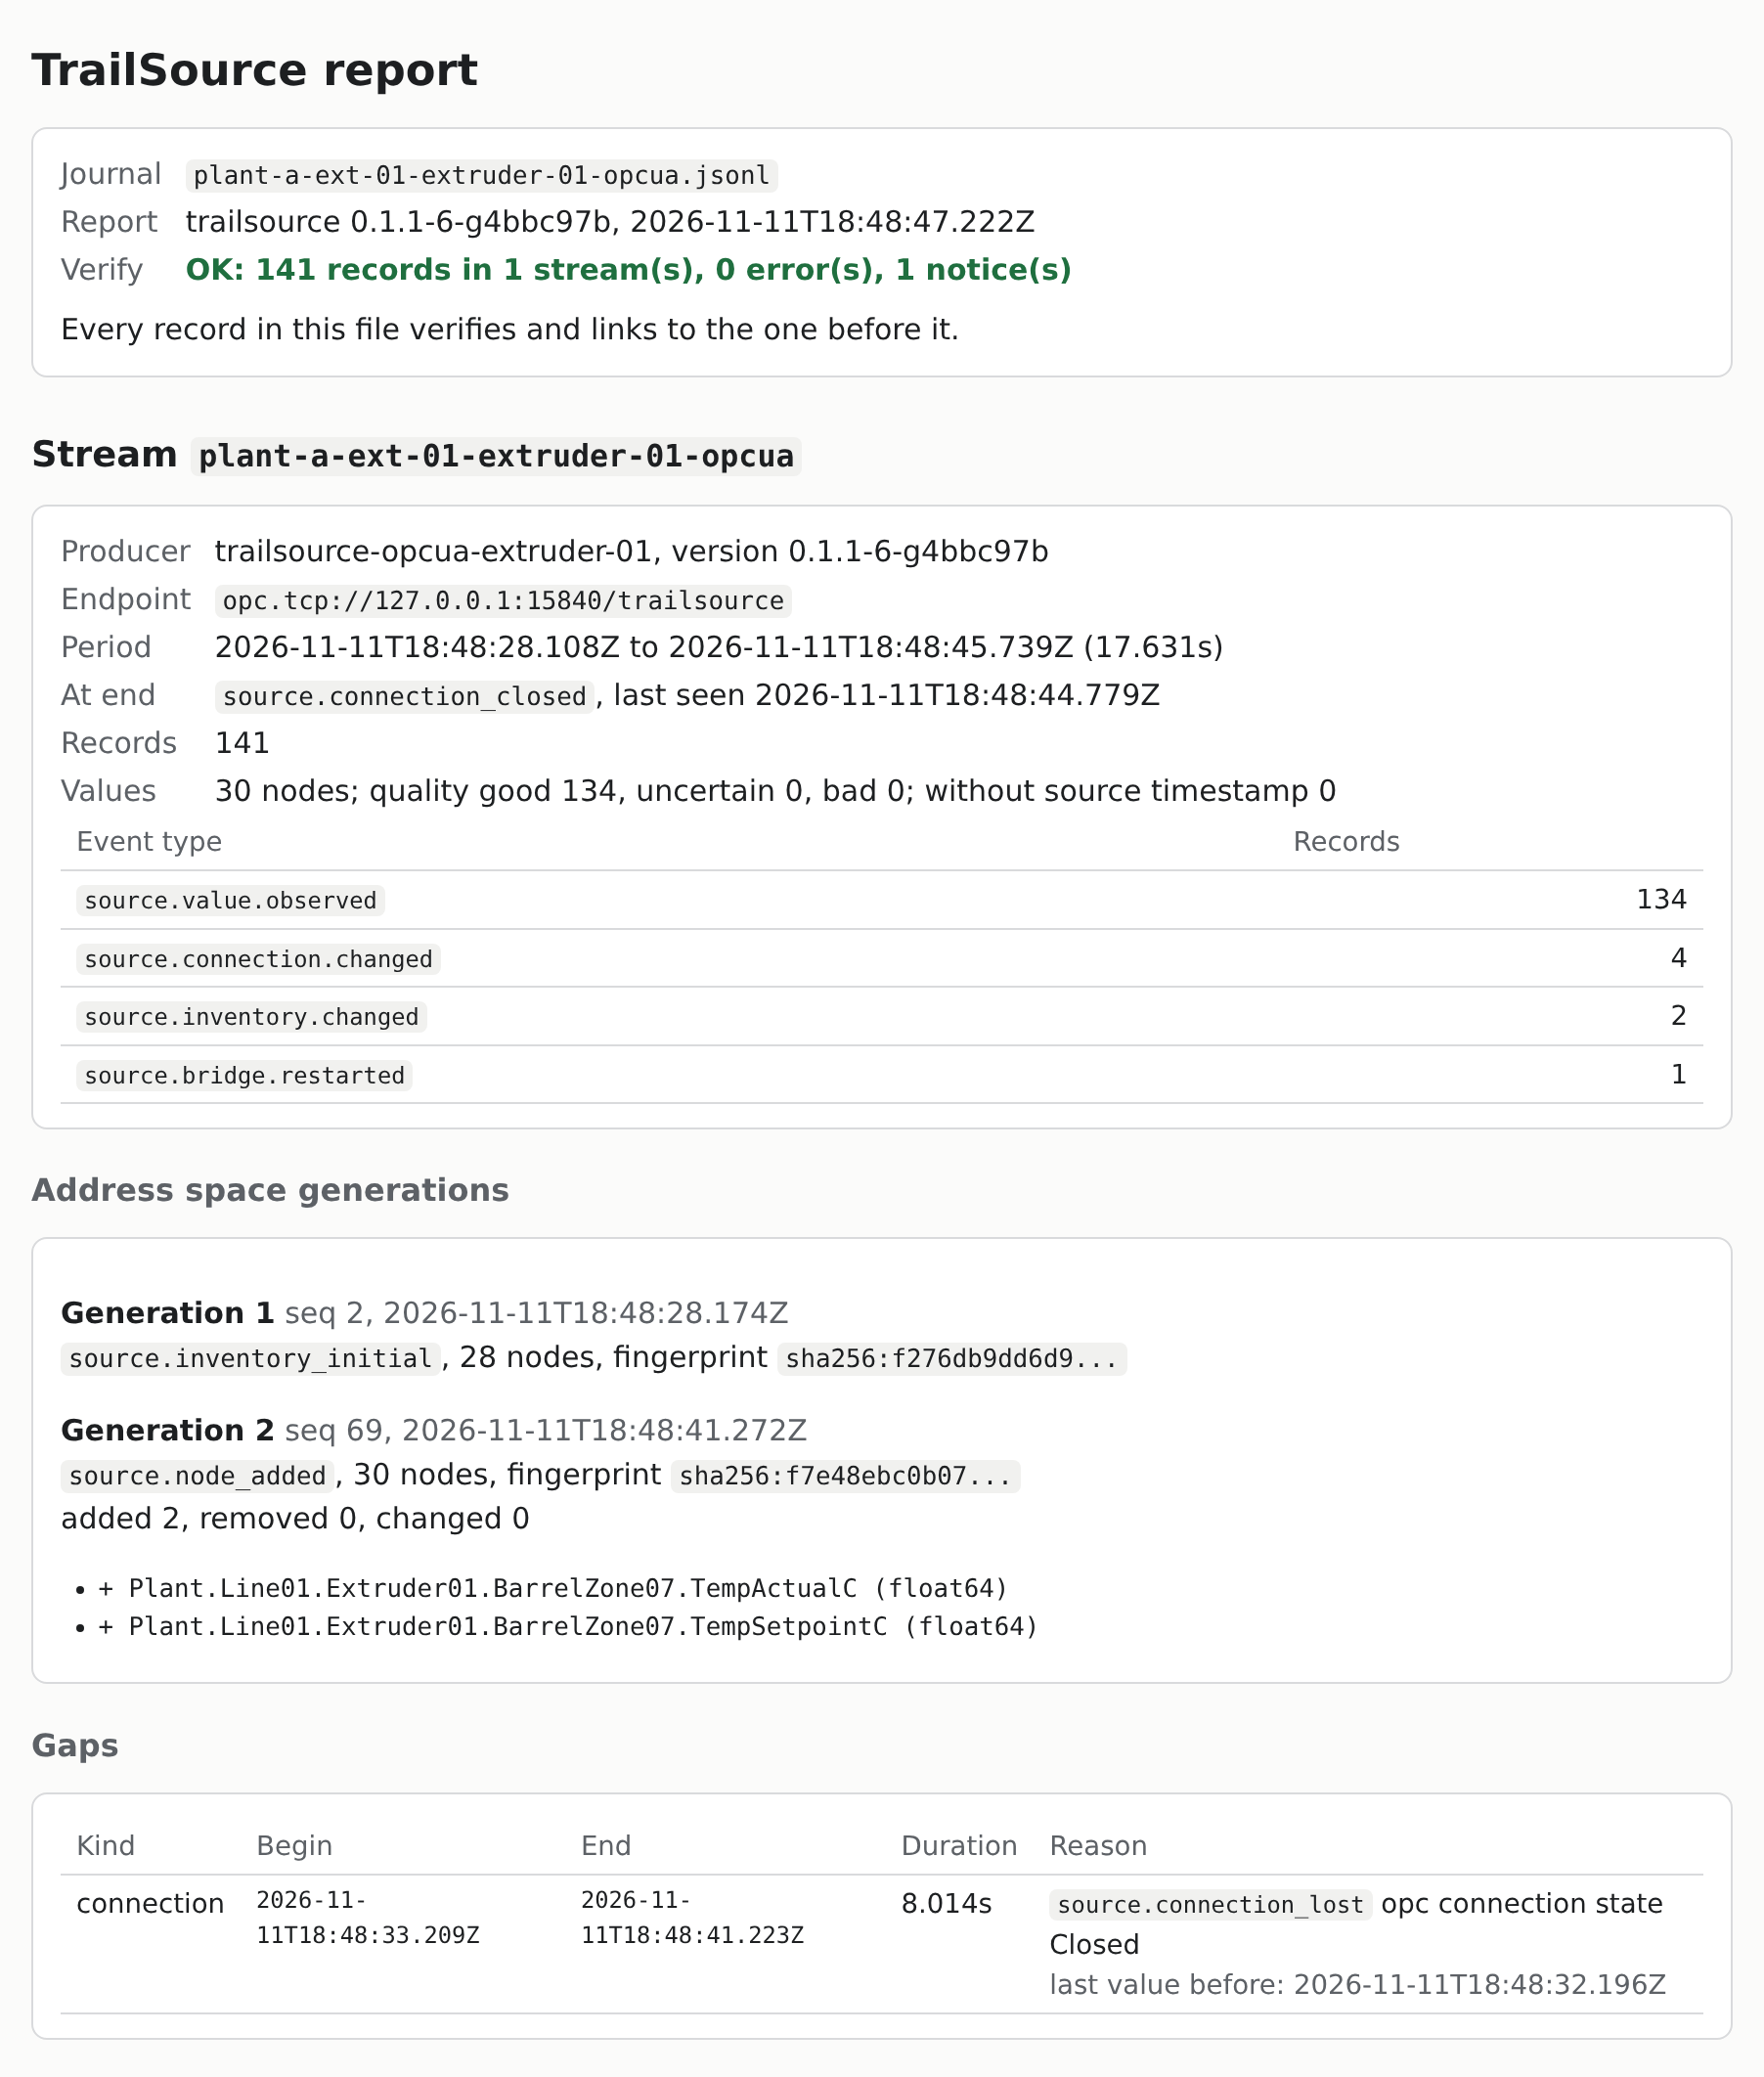 TrailSource report
Journal plant-a-ext-01-extruder-01-opcua.jsonl
Report trailsource 0.1.1-6-g4bbc97b, 2026-11-11T18:48:47.222Z
Verify OK: 141 records in 1 stream(s), 0 error(s), 1 notice(s)
Every record in this file verifies and links to the one before it.
Stream plant-a-ext-01-extruder-01-opcua
Producer trailsource-opcua-extruder-01, version 0.1.1-6-g4bbc97b
Endpoint opc.tcp://127.0.0.1:15840/trailsource
Period 2026-11-11T18:48:28.108Z to 2026-11-11T18:48:45.739Z (17.631s)
At end source.connection_closed, last seen 2026-11-11T18:48:44.779Z
Records 141
Values 30 nodes; quality good 134, uncertain 0, bad 0; without source timestamp 0
Event type Records
source.value.observed 134
source.connection.changed 4
source.inventory.changed 2
source.bridge.restarted 1
Address space generations
Generation 1 seq 2, 2026-11-11T18:48:28.174Z
source.inventory_initial, 28 nodes, fingerprint sha256:f276db9dd6d9...
Generation 2 seq 69, 2026-11-11T18:48:41.272Z
source.node_added, 30 nodes, fingerprint sha256:f7e48ebc0b07...
added 2, removed 0, changed 0
• + Plant.Line01.Extruder01.BarrelZone07.TempActualC (float64)
• + Plant.Line01.Extruder01.BarrelZone07.TempSetpointC (float64)
Gaps
Kind Begin End Duration Reason
connection 2026-11-11T18:48:33.209Z 2026-11-11T18:48:41.223Z 8.014s source.connection_lost opc connection state
Closed
last value before: 2026-11-11T18:48:32.196Z